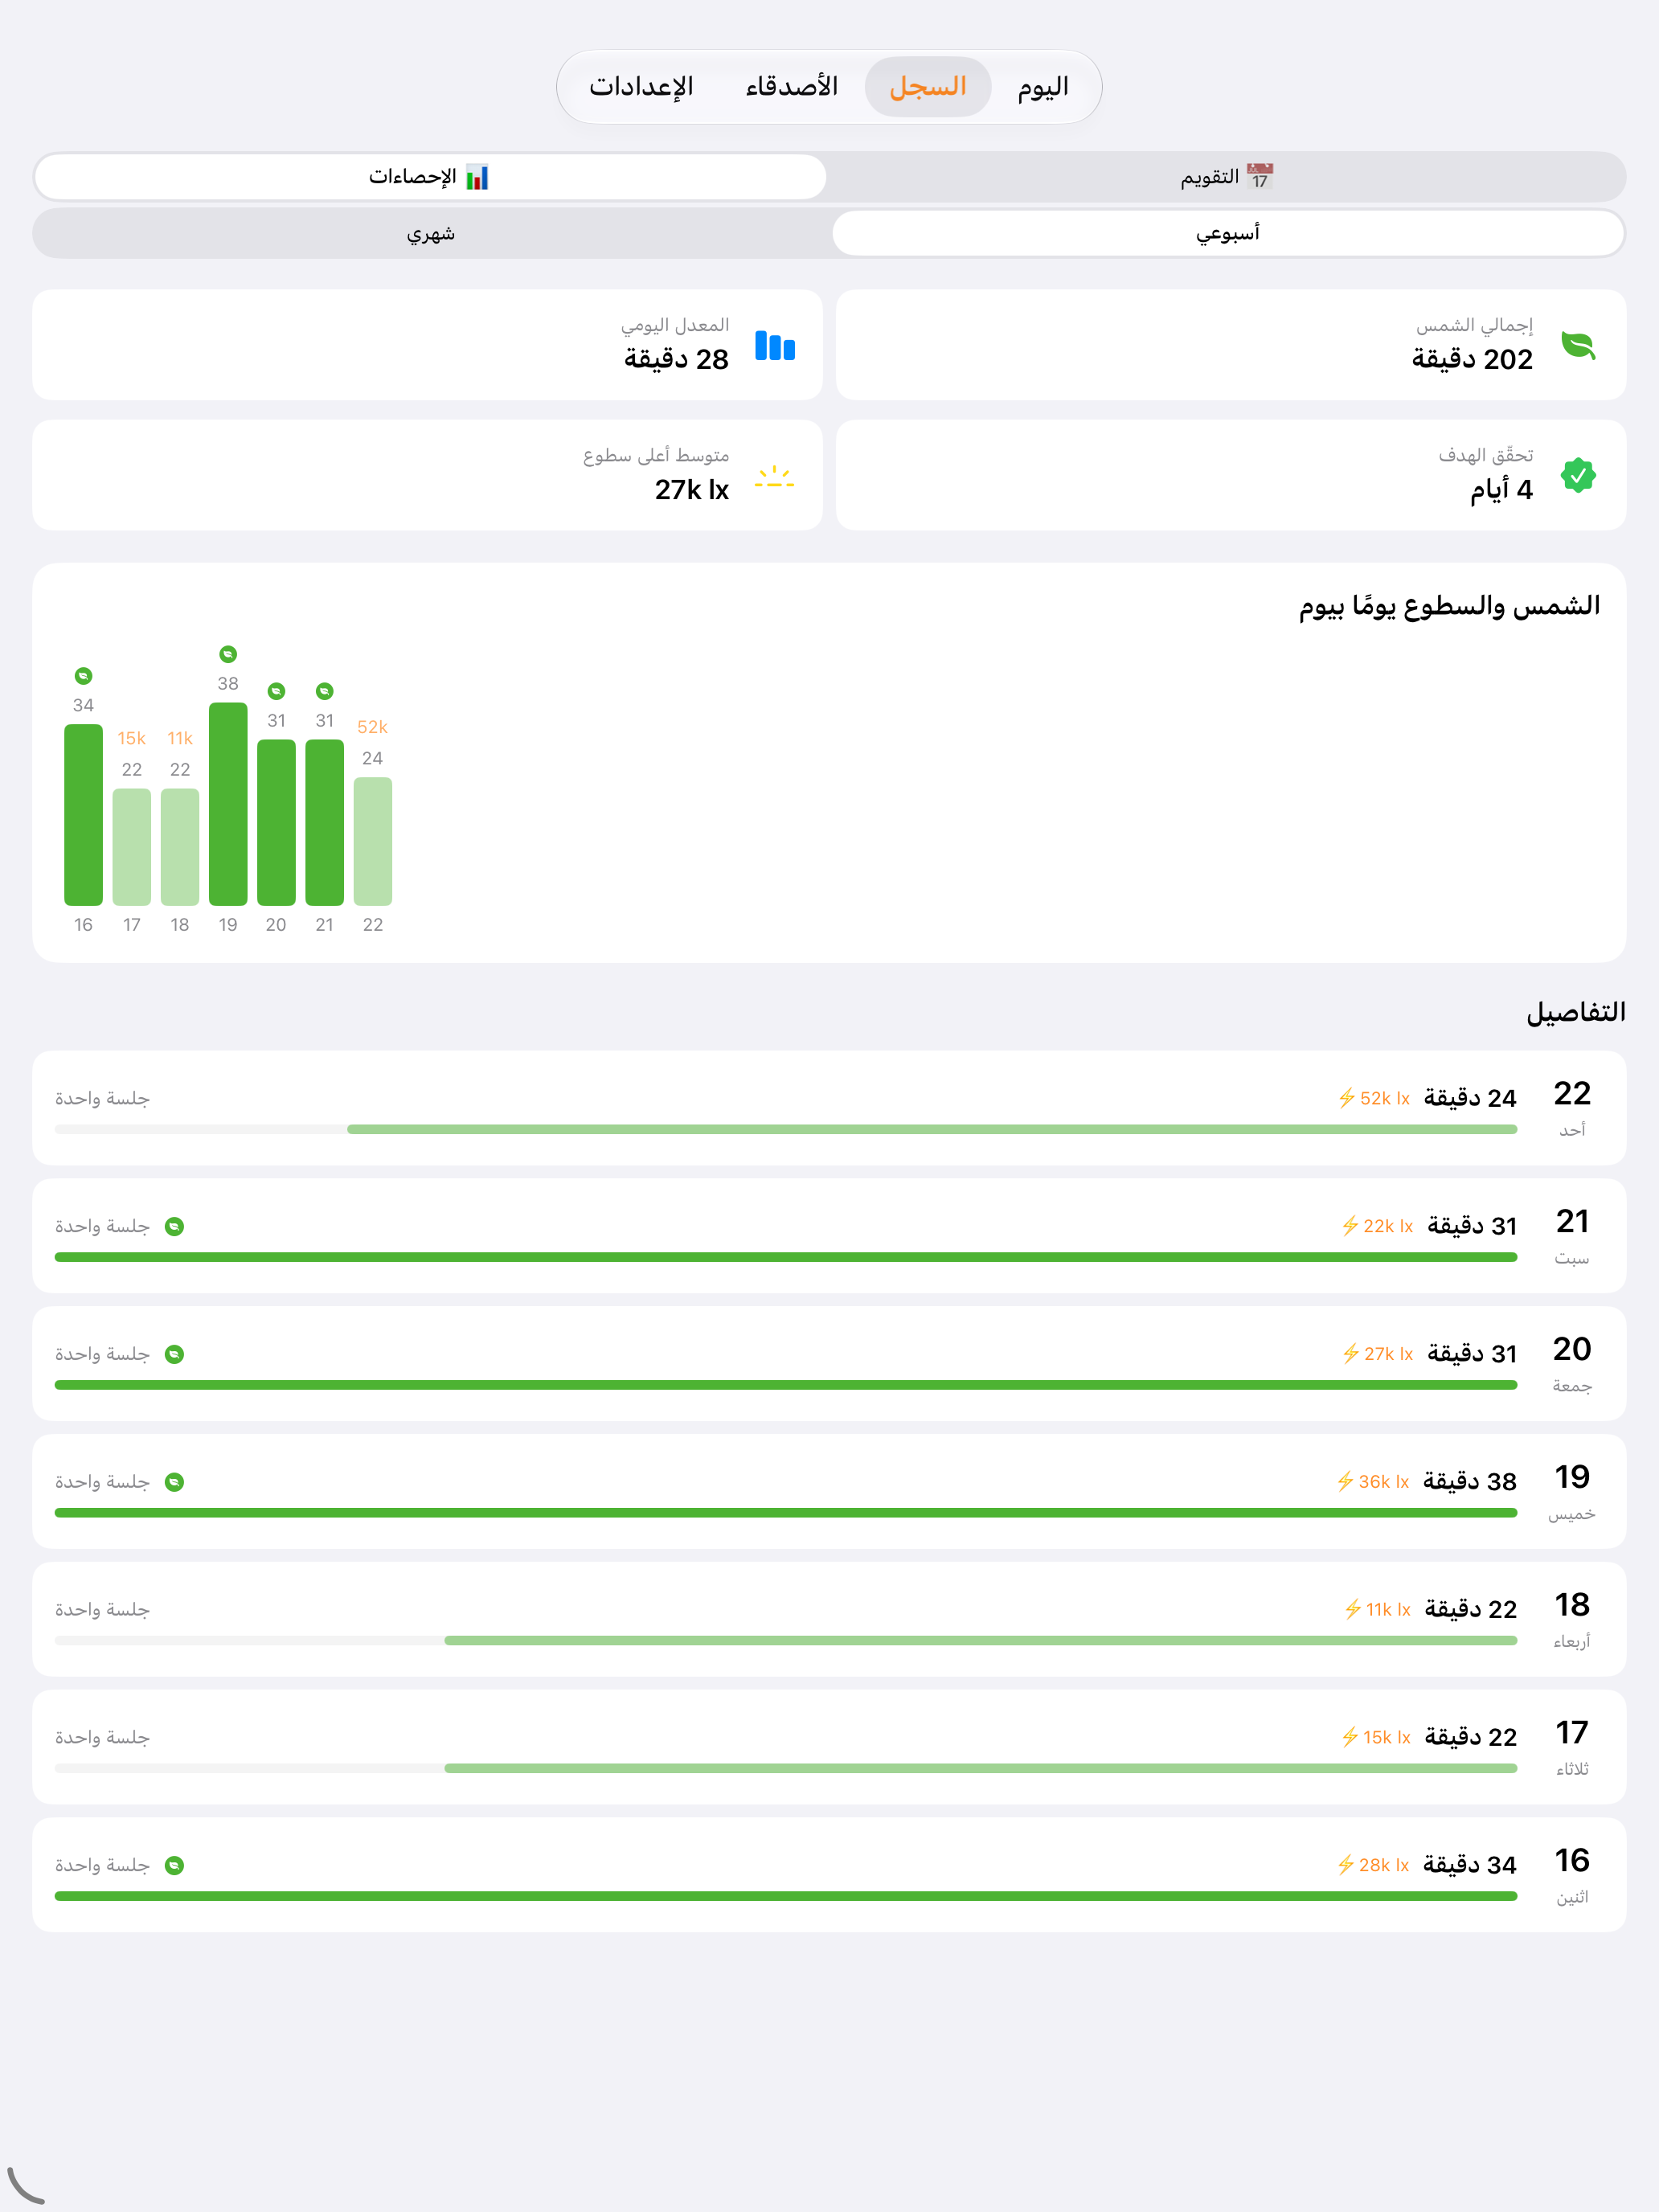 اليوم
السجل
الأصدقاء
الإعدادات
17 التقويم
الإحصاءات
أسبوعي
شهري
إجمالي الشمس
202 دقيقة
المعدل اليومي
28 دقيقة
تحقّق الهدف
4 أيام
متوسط أعلى سطوع
27k lx
الشمس والسطوع يومًا بيوم
34
15k
22
11k
22
38
31
31
52k
24
16 17 18 19 20 21 22
التفاصيل
22
أحد
24 دقيقة ⚡52k lx
جلسة واحدة
21
سبت
31 دقيقة ⚡22k lx
جلسة واحدة
20
جمعة
31 دقيقة ⚡27k lx
جلسة واحدة
19
خميس
38 دقيقة ⚡36k lx
جلسة واحدة
18
أربعاء
22 دقيقة ⚡11k lx
جلسة واحدة
17
ثلاثاء
22 دقيقة ⚡15k lx
جلسة واحدة
16
اثنين
34 دقيقة ⚡28k lx
جلسة واحدة